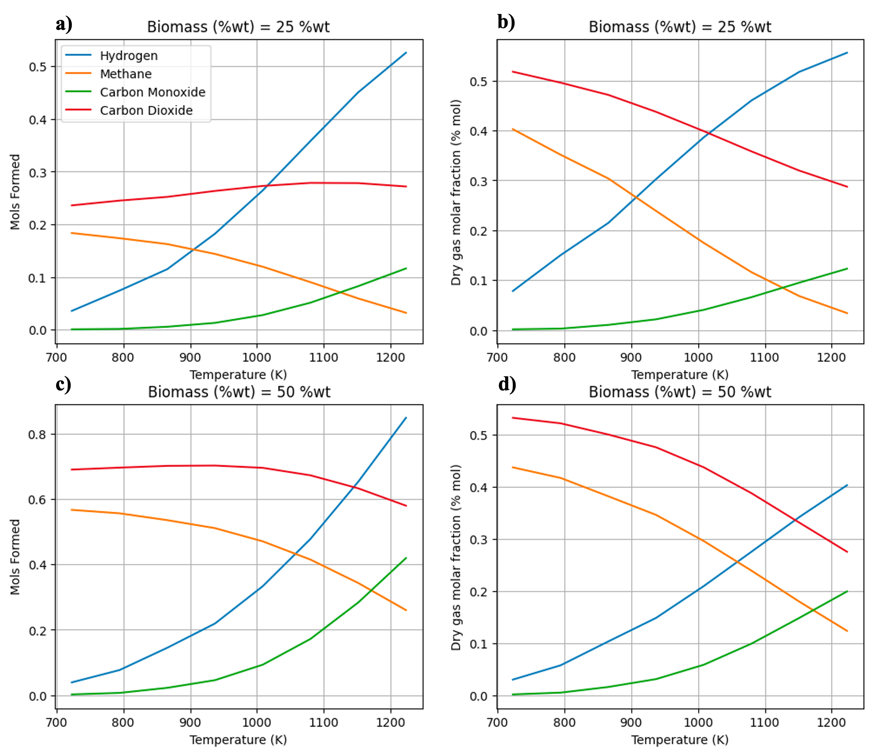 a)
Biomass (%wt) = 25 %wt
Hydrogen
Methane
Carbon Monoxide
Carbon Dioxide
Mols Formed
0.5
0.4
0.3
0.2
0.1
0.0
700 800 900 1000 1100 1200
Temperature (K)
b)
Biomass (%wt) = 25 %wt
Dry gas molar fraction (% mol)
0.5
0.4
0.3
0.2
0.1
0.0
700 800 900 1000 1100 1200
Temperature (K)
c)
Biomass (%wt) = 50 %wt
Mols Formed
0.8
0.6
0.4
0.2
0.0
700 800 900 1000 1100 1200
Temperature (K)
d)
Biomass (%wt) = 50 %wt
Dry gas molar fraction (% mol)
0.5
0.4
0.3
0.2
0.1
0.0
700 800 900 1000 1100 1200
Temperature (K)